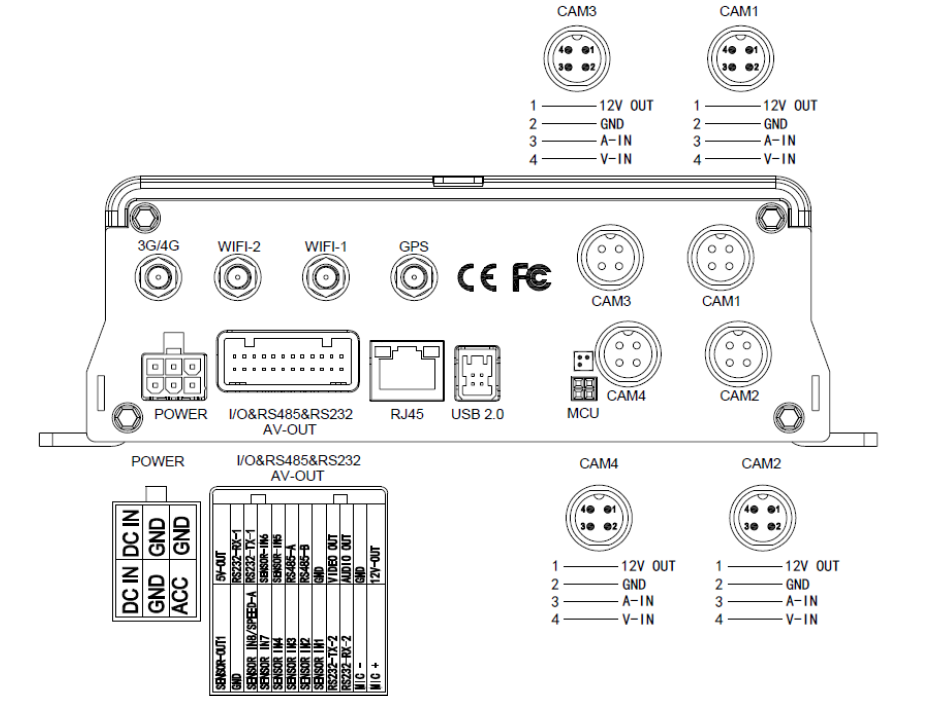 CAM3
CAM1
4 1
3 2
4 1
3 2
1 12V OUT
2 GND
3 A-IN
4 V-IN
1 12V OUT
2 GND
3 A-IN
4 V-IN
3G/4G
WIFI-2
WIFI-1
GPS
CE FC
CAM3
CAM1
POWER
I/O&RS485&RS232
AV-OUT
RJ45
USB 2.0
MCU
CAM4
CAM2
POWER
I/O&RS485&RS232
AV-OUT
CAM4
CAM2
DC IN
GND
GND
DC IN
GND
ACC
5V-OUT
RS232-RX-1
RS232-TX-1
SENSOR-IN6
SENSOR IN5
RS485-A
RS485-B
GND
VIDEO OUT
AUDIO OUT
GND
12V-OUT
SENSOR-OUT1
GND
SENSOR IN8/SPEED-A
SENSOR IN7
SENSOR IN4
SENSOR IN3
SENSOR IN2
SENSOR IN1
RS232-TX-2
RS232-RX-2
MIC -
MIC +
4 1
3 2
4 1
3 2
1 12V OUT
2 GND
3 A-IN
4 V-IN
1 12V OUT
2 GND
3 A-IN
4 V-IN